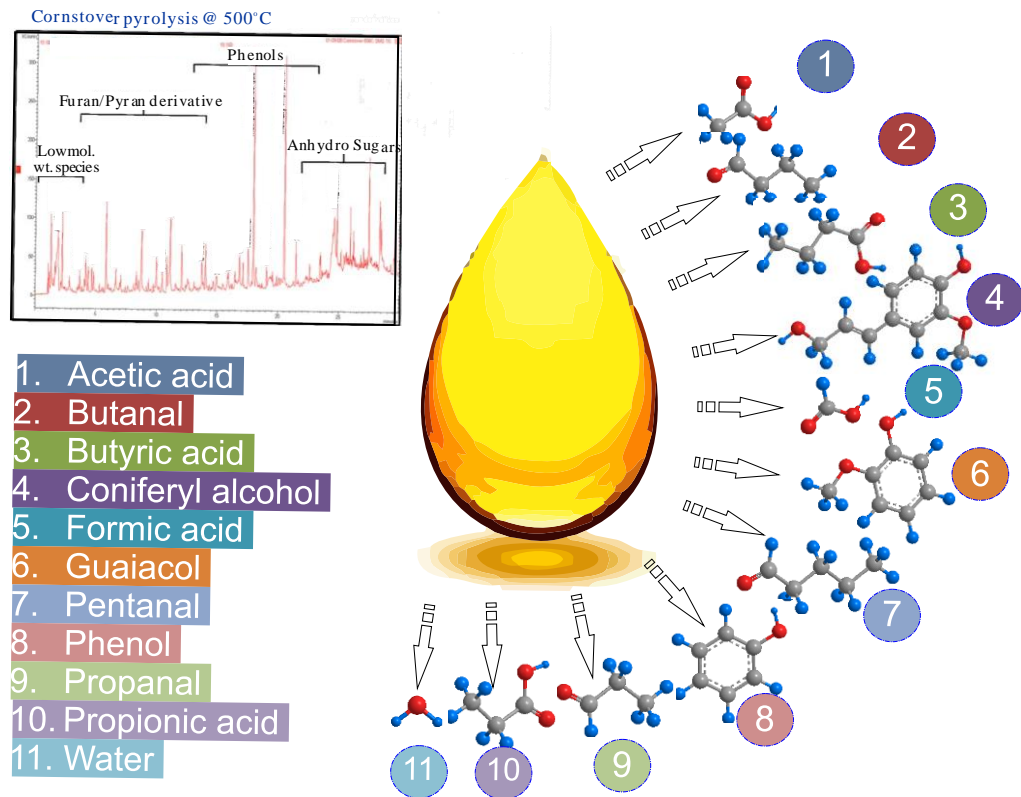 Cornstover pyrolysis @ 500°C
Phenols
Furan/Pyran derivative
Anhydro Sugars
Lowmol.
wt. species
1. Acetic acid
2. Butanal
3. Butyric acid
4. Coniferyl alcohol
5. Formic acid
6. Guaiacol
7. Pentanal
8. Phenol
9. Propanal
10. Propionic acid
11. Water
1
2
3
4
5
6
7
8
9
10
11